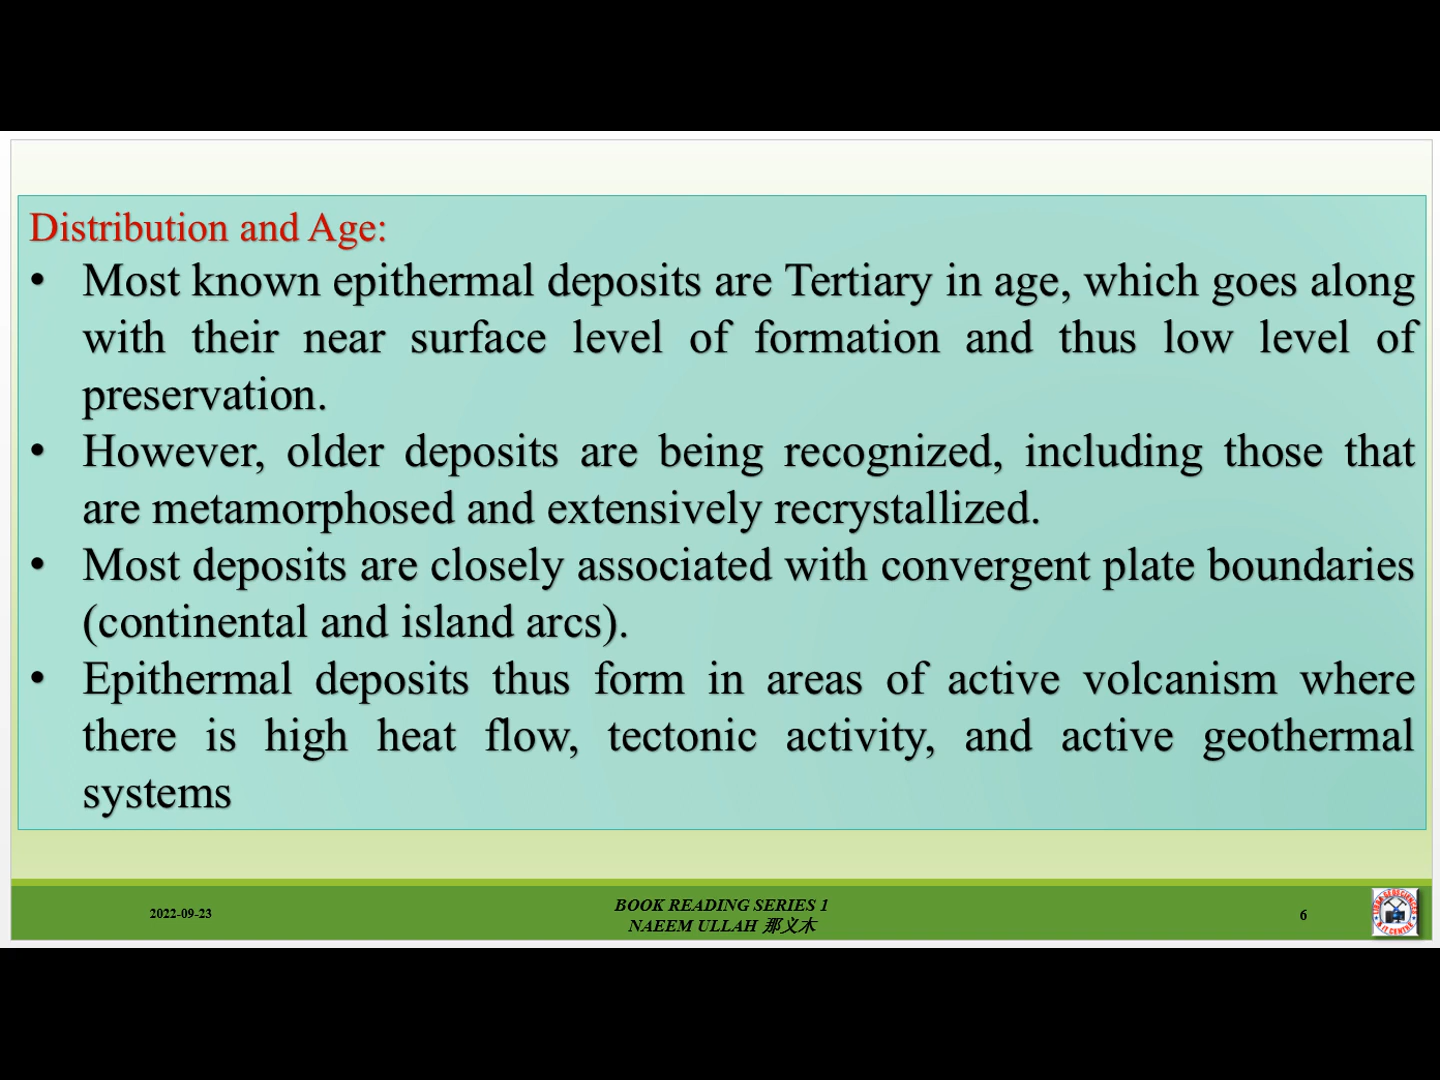 Distribution and Age:
• Most known epithermal deposits are Tertiary in age, which goes along
with their near surface level of formation and thus low level of
preservation.
• However, older deposits are being recognized, including those that
are metamorphosed and extensively recrystallized.
• Most deposits are closely associated with convergent plate boundaries
(continental and island arcs).
• Epithermal deposits thus form in areas of active volcanism where
there is high heat flow, tectonic activity, and active geothermal
systems
2022-09-23
BOOK READING SERIES 1
NAEEM ULLAH 那义木
6
& IT CENTRE